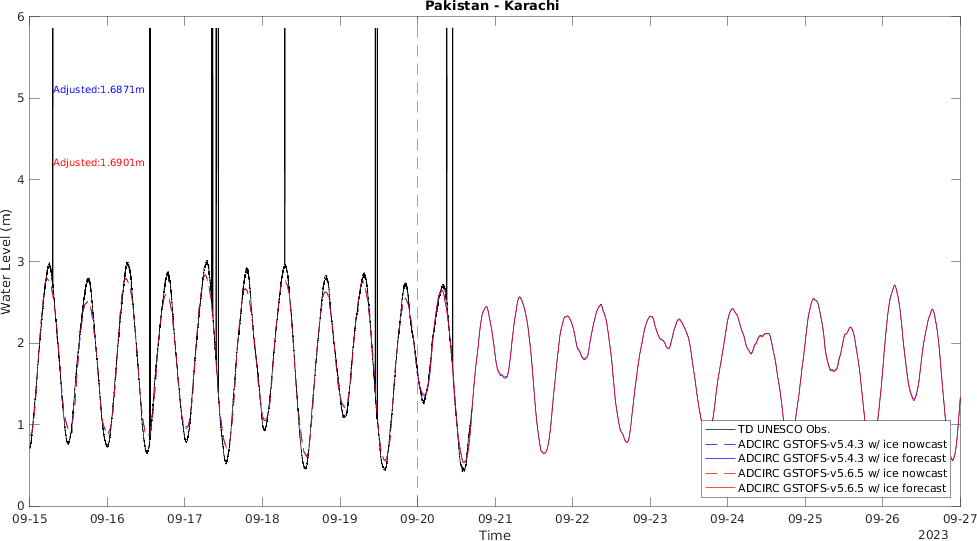 Pakistan - Karachi
6
5
4
3
2
1
0
Water Level (m)
Adjusted:1.6871m
Adjusted:1.6901m
TD UNESCO Obs.
ADCIRC GSTOFS-v5.4.3 w/ ice nowcast
ADCIRC GSTOFS-v5.4.3 w/ ice forecast
ADCIRC GSTOFS-v5.6.5 w/ ice nowcast
ADCIRC GSTOFS-v5.6.5 w/ ice forecast
09-15 09-16 09-17 09-18 09-19 09-20 09-21 09-22 09-23 09-24 09-25 09-26 09-27
Time
2023